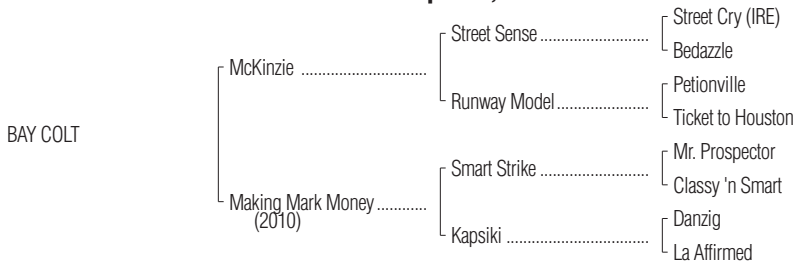 Street Cry (IRE)
Street Sense ........................
Bedazzle
McKinzie ............................
Petionville
Runway Model ....................
Ticket to Houston
BAY COLT
Mr. Prospector
Smart Strike ........................
Classy 'n Smart
Making Mark Money ...........
(2010)
Danzig
Kapsiki ................................
La Affirmed